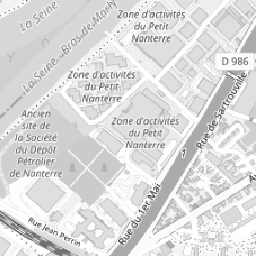 La Seine
La Seine - Bras de Marly
Zone d'activités
du Petit
Nanterre
D 986
Zone d'activités
du Petit
Nanterre
Zone d'activités
du Petit
Nanterre
Ancien
site de
la Société
du Dépôt
Pétrolier
de Nanterre
Rue de Sartrouville
Rue du 1er Mai
Rue Jean Perrin